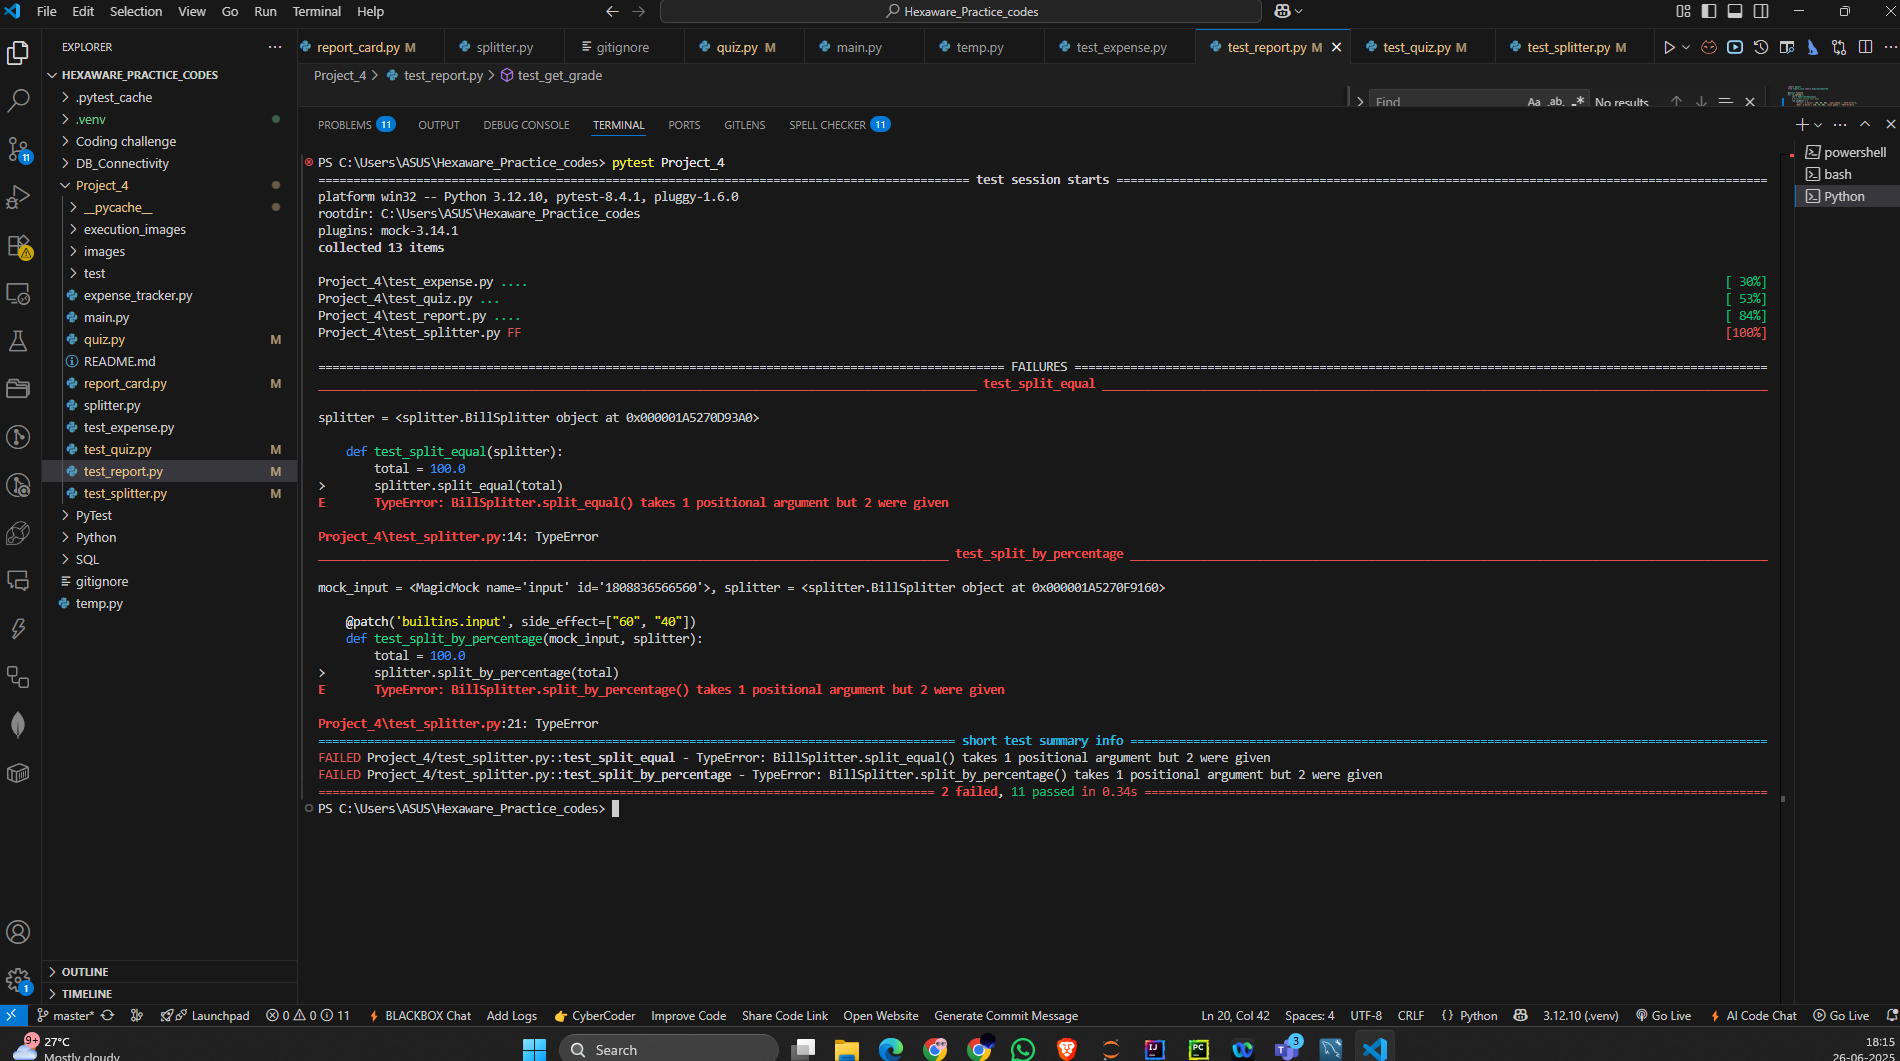 File Edit Selection View Go Run Terminal Help
Hexaware_Practice_codes
EXPLORER
report_card.py M
splitter.py
gitignore
quiz.py M
main.py
temp.py
test_expense.py
test_report.py M
test_quiz.py M
test_splitter.py M
HEXAWARE_PRACTICE_CODES
Project_4 > test_report.py > test_get_grade
Find
Aa ab .*
No results
.pytest_cache
.venv
Coding challenge
DB_Connectivity
Project_4
__pycache__
execution_images
images
test
expense_tracker.py
main.py
quiz.py M
README.md
report_card.py M
splitter.py
test_expense.py
test_quiz.py M
test_report.py M
test_splitter.py M
PyTest
Python
SQL
gitignore
temp.py
OUTLINE
TIMELINE
11
1
PROBLEMS 11 OUTPUT DEBUG CONSOLE TERMINAL PORTS GITLENS SPELL CHECKER 11
powershell
bash
Python
PS C:\Users\ASUS\Hexaware_Practice_codes> pytest Project_4
test session starts
platform win32 -- Python 3.12.10, pytest-8.4.1, pluggy-1.6.0
rootdir: C:\Users\ASUS\Hexaware_Practice_codes
plugins: mock-3.14.1
collected 13 items
Project_4\test_expense.py .... [ 30%]
Project_4\test_quiz.py ... [ 53%]
Project_4\test_report.py .... [ 84%]
Project_4\test_splitter.py FF [100%]
FAILURES
test_split_equal
splitter = <splitter.BillSplitter object at 0x000001A5270D93A0>
def test_split_equal(splitter):
total = 100.0
> splitter.split_equal(total)
E TypeError: BillSplitter.split_equal() takes 1 positional argument but 2 were given
Project_4\test_splitter.py:14: TypeError
test_split_by_percentage
mock_input = <MagicMock name='input' id='1808836566560'>, splitter = <splitter.BillSplitter object at 0x000001A5270F9160>
@patch('builtins.input', side_effect=["60", "40"])
def test_split_by_percentage(mock_input, splitter):
total = 100.0
> splitter.split_by_percentage(total)
E TypeError: BillSplitter.split_by_percentage() takes 1 positional argument but 2 were given
Project_4\test_splitter.py:21: TypeError
short test summary info
FAILED Project_4/test_splitter.py::test_split_equal - TypeError: BillSplitter.split_equal() takes 1 positional argument but 2 were given
FAILED Project_4/test_splitter.py::test_split_by_percentage - TypeError: BillSplitter.split_by_percentage() takes 1 positional argument but 2 were given
2 failed, 11 passed in 0.34s
PS C:\Users\ASUS\Hexaware_Practice_codes>
master* Launchpad 0 0 11 BLACKBOX Chat Add Logs CyberCoder Improve Code Share Code Link Open Website Generate Commit Message
Ln 20, Col 42 Spaces: 4 UTF-8 CRLF {} Python 3.12.10 (.venv) Go Live AI Code Chat Go Live
9+
27°C
Mostly cloudy
Search
3
18:15
26-06-2025